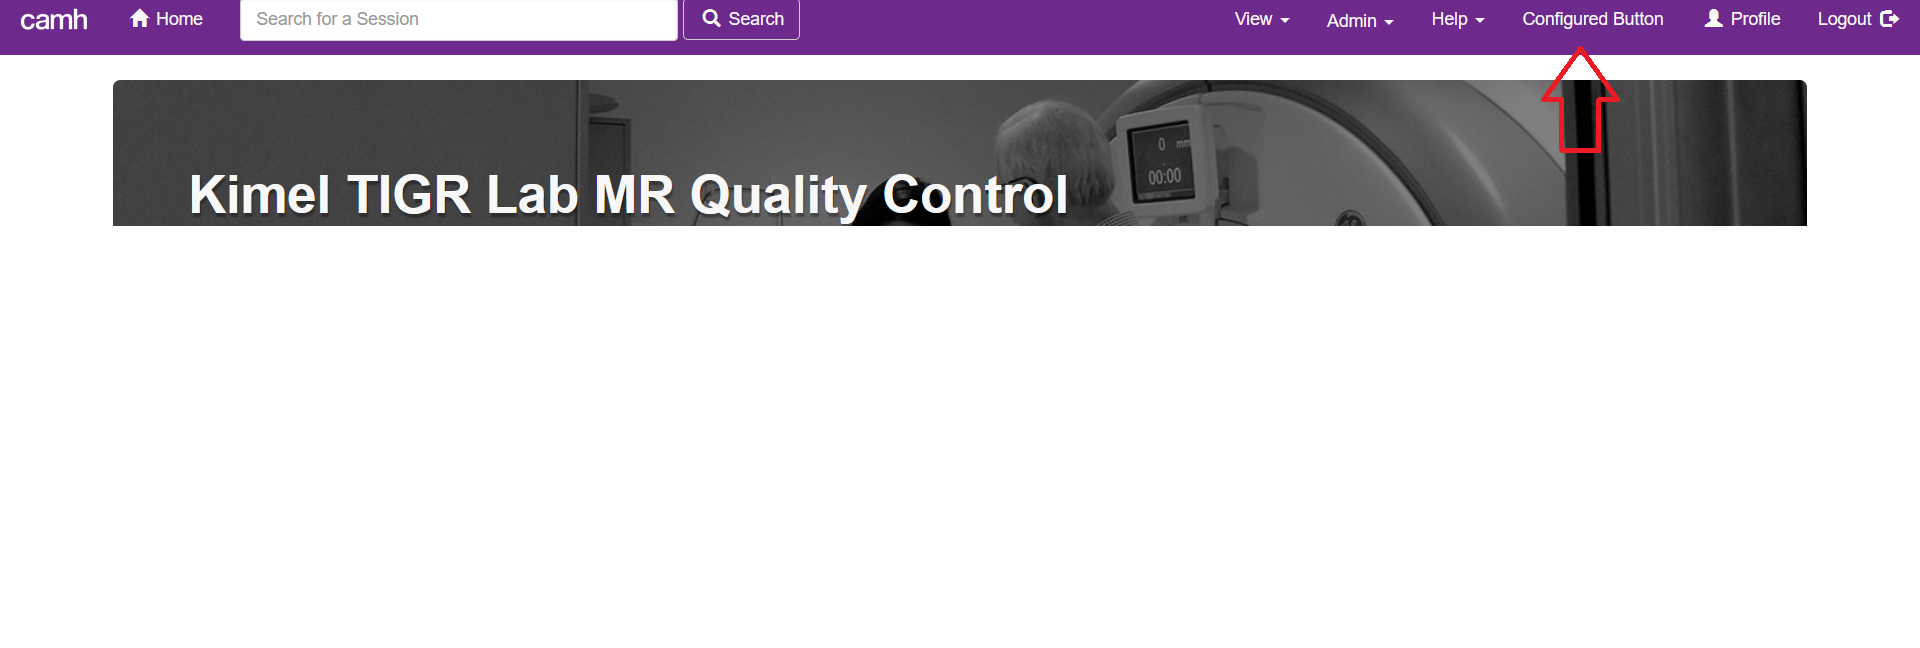 camh Home Search for a Session Search View Admin Help Configured Button Profile Logout
0 mm
00:00
Kimel TIGR Lab MR Quality Control